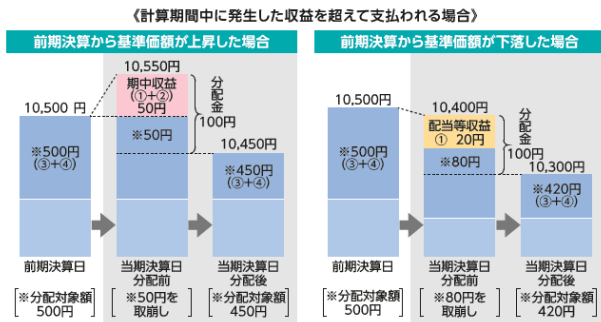 《計算期間中に発生した収益を超えて支払われる場合》
前期決算から基準価額が上昇した場合
10,550円
期中収益
(①+②)
50円
分配金
100円
10,500 円
※500円
(③+④)
※50円
10,450円
※450円
(③+④)
前期決算日
当期決算日
分配前
当期決算日
分配後
※分配対象額
500円
※50円を
取崩し
※分配対象額
450円
前期決算から基準価額が下落した場合
10,500円
※500円
(③+④)
10,400円
配当等収益
① 20円
分配金
100円
※80円
10,300円
※420円
(③+④)
前期決算日
当期決算日
分配前
当期決算日
分配後
※分配対象額
500円
※80円を
取崩し
※分配対象額
420円